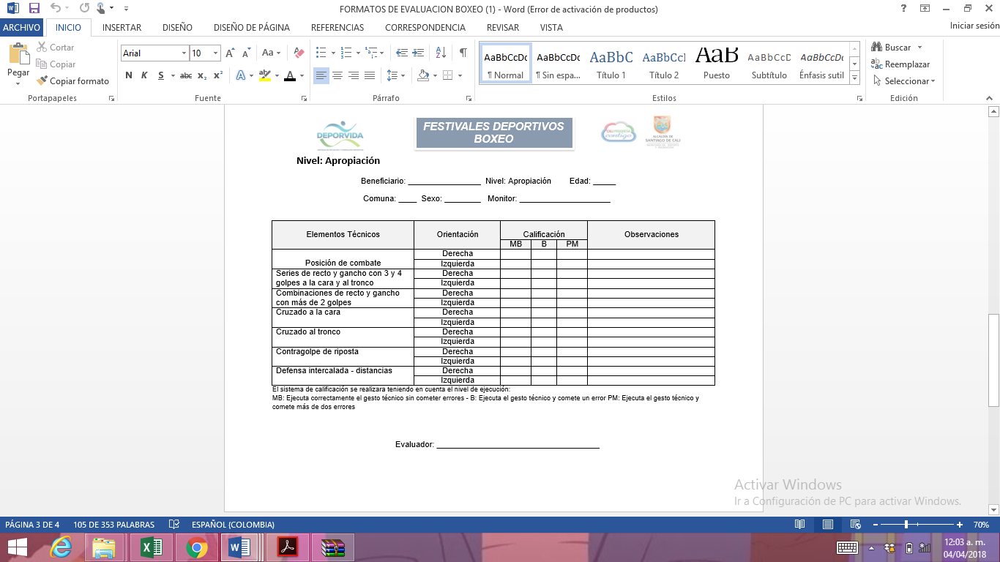 FORMATOS DE EVALUACION BOXEO (1) - Word (Error de activación de productos)
ARCHIVO INICIO INSERTAR DISEÑO DISEÑO DE PÁGINA REFERENCIAS CORRESPONDENCIA REVISAR VISTA Iniciar sesión
Pegar
Cortar
Copiar
Copiar formato
Portapapeles
Arial 10
N K S abc x₂ x²
Fuente
Párrafo
AaBbCcDc AaBbCcDc AaBbC AaBbCcI AaB AaBbCcD AaBbCcDc
¶ Normal ¶ Sin espa... Título 1 Título 2 Puesto Subtítulo Énfasis sutil
Estilos
Buscar
Reemplazar
Seleccionar
Edición
DEPORVIDA
FESTIVALES DEPORTIVOS
BOXEO
contigo
ALCALDÍA DE
SANTIAGO DE CALI
Nivel: Apropiación
Beneficiario: ________________ Nivel: Apropiación Edad: _____
Comuna: ____ Sexo: ________ Monitor: ____________________
Elementos Técnicos Orientación Calificación Observaciones
MB B PM
Posición de combate
Derecha
Izquierda
Series de recto y gancho con 3 y 4
golpes a la cara y al tronco
Derecha
Izquierda
Combinaciones de recto y gancho
con más de 2 golpes
Derecha
Izquierda
Cruzado a la cara
Derecha
Izquierda
Cruzado al tronco
Derecha
Izquierda
Contragolpe de riposta
Derecha
Izquierda
Defensa intercalada - distancias
Derecha
Izquierda
El sistema de calificación se realizara teniendo en cuenta el nivel de ejecución:
MB: Ejecuta correctamente el gesto técnico sin cometer errores - B: Ejecuta el gesto técnico y comete un error PM: Ejecuta el gesto técnico y
comete más de dos errores
Evaluador: ____________________________________
Activar Windows
Ir a Configuración de PC para activar Windows.
PÁGINA 3 DE 4 105 DE 353 PALABRAS ESPAÑOL (COLOMBIA) 70%
12:03 a. m.
04/04/2018